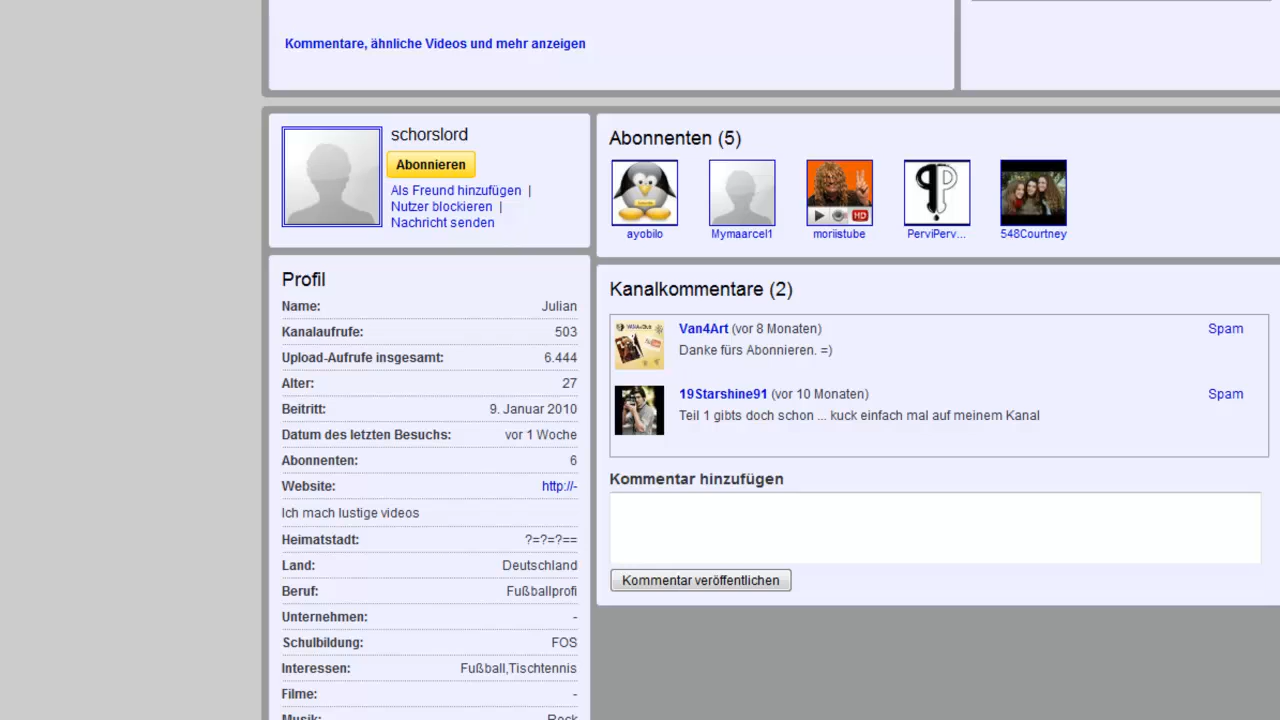 Kommentare, ähnliche Videos und mehr anzeigen
schorslord
Abonnieren
Als Freund hinzufügen |
Nutzer blockieren |
Nachricht senden
Profil
Name: Julian
Kanalaufrufe: 503
Upload-Aufrufe insgesamt: 6.444
Alter: 27
Beitritt: 9. Januar 2010
Datum des letzten Besuchs: vor 1 Woche
Abonnenten: 6
Website: http://-
Ich mach lustige videos
Heimatstadt: ?=?=?==
Land: Deutschland
Beruf: Fußballprofi
Unternehmen: -
Schulbildung: FOS
Interessen: Fußball,Tischtennis
Filme: -
Musik: Rock
Abonnenten (5)
HD
ayobilo Mymaarcel1 moriistube PerviPerv... 548Courtney
Kanalkommentare (2)
Van4Art (vor 8 Monaten) Spam
Danke fürs Abonnieren. =)
19Starshine91 (vor 10 Monaten) Spam
Teil 1 gibts doch schon ... kuck einfach mal auf meinem Kanal
Kommentar hinzufügen
Kommentar veröffentlichen